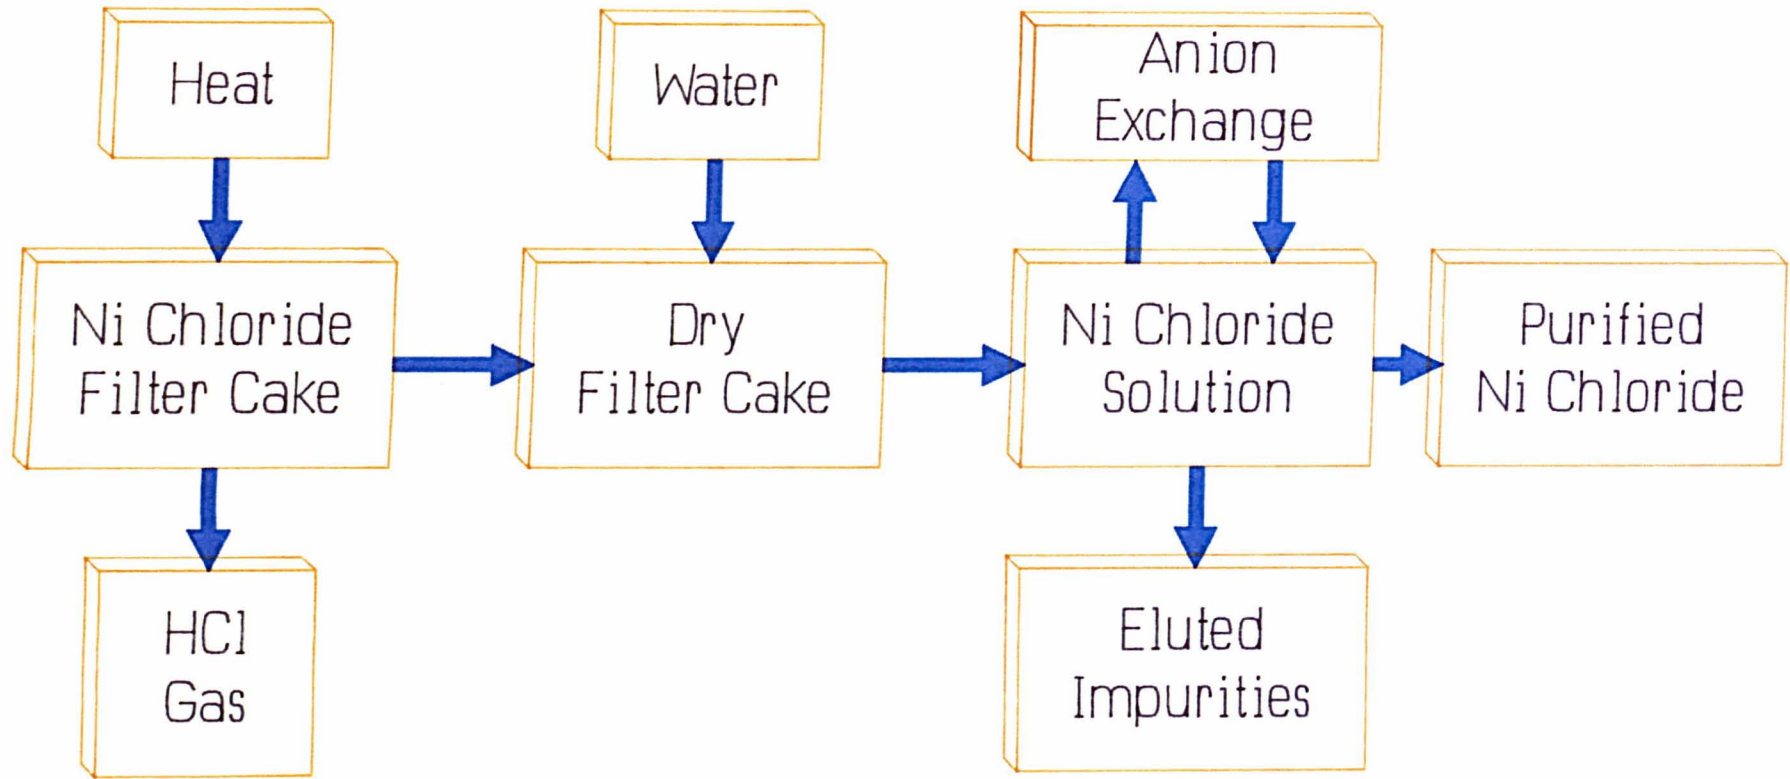 Heat
Water
Anion
Exchange
Ni Chloride
Filter Cake
Dry
Filter Cake
Ni Chloride
Solution
Purified
Ni Chloride
HCl
Gas
Eluted
Impurities